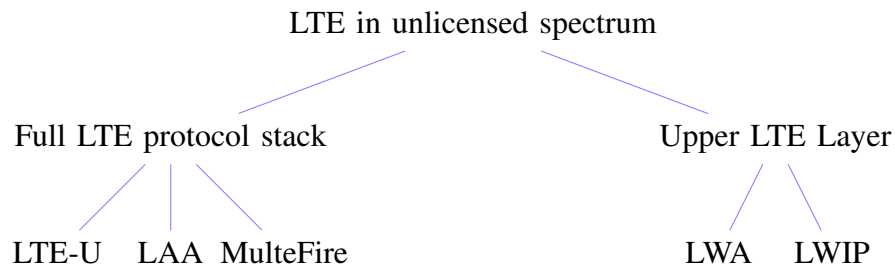 LTE in unlicensed spectrum
Full LTE protocol stack
Upper LTE Layer
LTE-U
LAA
MulteFire
LWA
LWIP